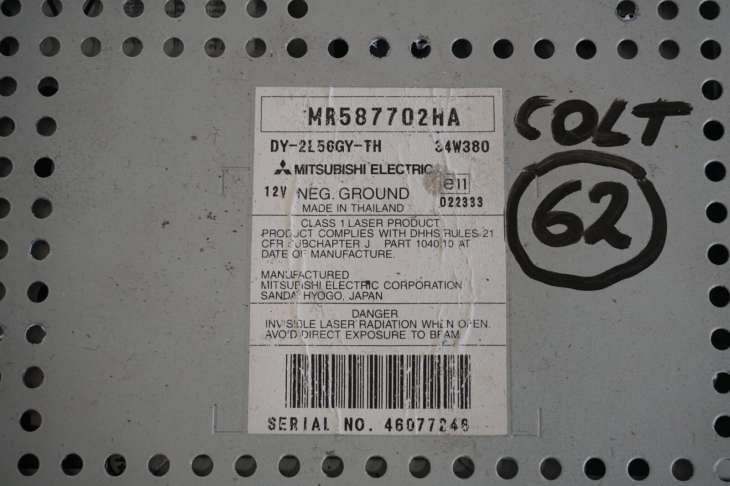 MR587702HA
DY-2L56GY-TH 34W380
MITSUBISHI ELECTRIC
e11
12V NEG. GROUND 022333
MADE IN THAILAND
CLASS 1 LASER PRODUCT
PRODUCT COMPLIES WITH DHHS RULES 21
CFR SUBCHAPTER J PART 1040.10 AT
DATE OF MANUFACTURE.
MANUFACTURED
MITSUBISHI ELECTRIC CORPORATION
SANDA, HYOGO, JAPAN
DANGER
INVISIBLE LASER RADIATION WHEN OPEN.
AVOID DIRECT EXPOSURE TO BEAM
SERIAL NO. 46077248
COLT
62